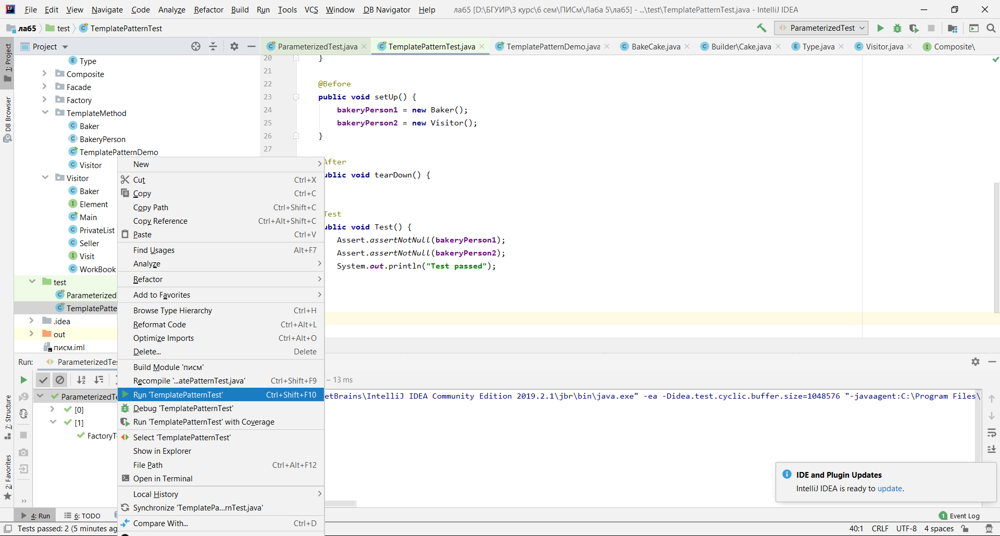 File Edit View Navigate Code Analyze Refactor Build Run Tools VCS Window DB Navigator Help лаб5 [D:\БГУИР\3 курс\6 сем\ПИСм\Лаба 5\лаб5] - ...\test\TemplatePatternTest.java - IntelliJ IDEA
лаб5 test TemplatePatternTest ParameterizedTest
Project
ParameterizedTest.java TemplatePatternTest.java TemplatePatternDemo.java BakeCake.java Builder\Cake.java Type.java Visitor.java Composite\
1: Project
DB Browser
7: Structure
2: Favorites
Type
Composite
Facade
Factory
TemplateMethod
Baker
BakeryPerson
TemplatePatternDemo
Visitor
Visitor
Baker
Element
Main
PrivateList
Seller
Visit
WorkBook
test
Parameterized
TemplatePatte
.idea
out
писм.iml
20 }
21
22 @Before
23 public void setUp() {
24 bakeryPerson1 = new Baker();
25 bakeryPerson2 = new Visitor();
26 }
27
After
ublic void tearDown() {
Test
ublic void Test() {
Assert.assertNotNull(bakeryPerson1);
Assert.assertNotNull(bakeryPerson2);
System.out.println("Test passed");
New
Cut Ctrl+X
Copy Ctrl+C
Copy Path Ctrl+Shift+C
Copy Reference Ctrl+Alt+Shift+C
Paste Ctrl+V
Find Usages Alt+F7
Analyze
Refactor
Add to Favorites
Browse Type Hierarchy Ctrl+H
Reformat Code Ctrl+Alt+L
Optimize Imports Ctrl+Alt+O
Delete... Delete
Build Module 'писм'
Recompile '...atePatternTest.java' Ctrl+Shift+F9
Run 'TemplatePatternTest' Ctrl+Shift+F10
Debug 'TemplatePatternTest'
Run 'TemplatePatternTest' with Coverage
Select 'TemplatePatternTest'
Show in Explorer
File Path Ctrl+Alt+F12
Open in Terminal
Local History
Synchronize 'TemplatePa...rnTest.java'
Compare With... Ctrl+D
Run: ParameterizedTes
– 13 ms
ParameterizedTe
[0]
[1]
FactoryT
etBrains\IntelliJ IDEA Community Edition 2019.2.1\jbr\bin\java.exe" -ea -Didea.test.cyclic.buffer.size=1048576 "-javaagent:C:\Program Files\
IDE and Plugin Updates
IntelliJ IDEA is ready to update.
4: Run 6: TODO 1 Event Log
Tests passed: 2 (5 minutes ag 40:1 CRLF UTF-8 4 spaces